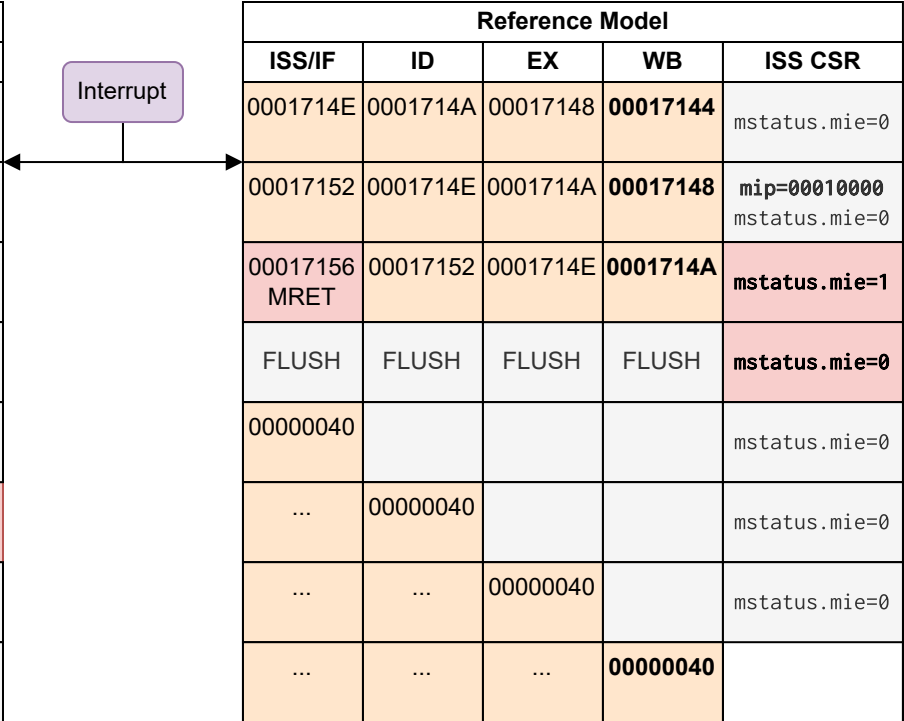 Reference Model
ISS/IF ID EX WB ISS CSR
Interrupt
0001714E 0001714A 00017148 00017144 mstatus.mie=0
00017152 0001714E 0001714A 00017148 mip=00010000
mstatus.mie=0
00017156 00017152 0001714E 0001714A mstatus.mie=1
MRET
FLUSH FLUSH FLUSH FLUSH mstatus.mie=0
00000040 mstatus.mie=0
... 00000040 mstatus.mie=0
... ... 00000040 mstatus.mie=0
... ... ... 00000040